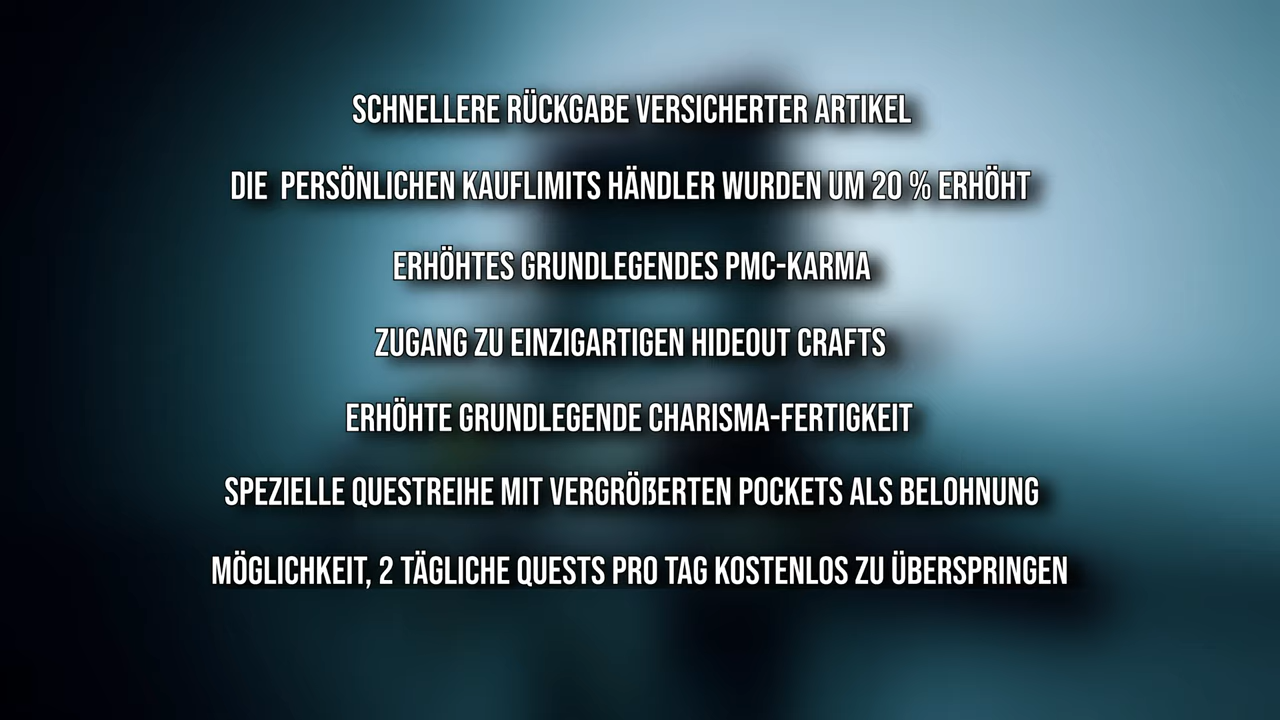 SCHNELLERE RÜCKGABE VERSICHERTER ARTIKEL
DIE PERSÖNLICHEN KAUFLIMITS HÄNDLER WURDEN UM 20 % ERHÖHT
ERHÖHTES GRUNDLEGENDES PMC-KARMA
ZUGANG ZU EINZIGARTIGEN HIDEOUT CRAFTS
ERHÖHTE GRUNDLEGENDE CHARISMA-FERTIGKEIT
SPEZIELLE QUESTREIHE MIT VERGRÖßERTEN POCKETS ALS BELOHNUNG
MÖGLICHKEIT, 2 TÄGLICHE QUESTS PRO TAG KOSTENLOS ZU ÜBERSPRINGEN